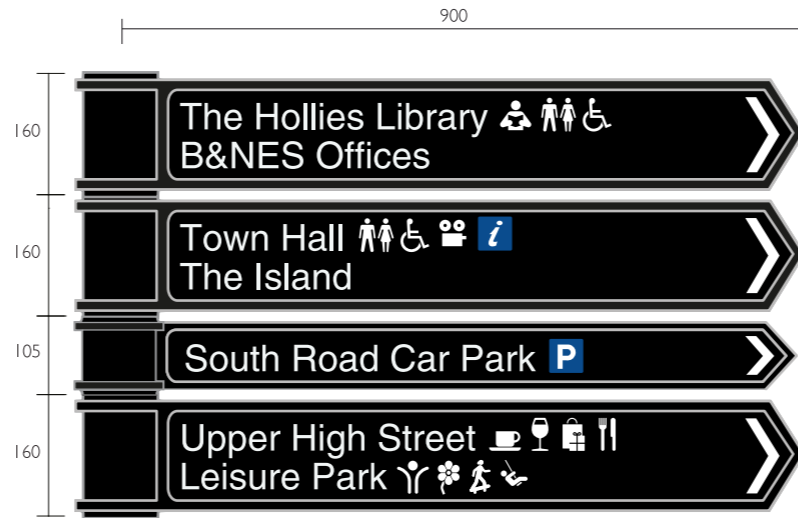 900
160
The Hollies Library
B&NES Offices
160
Town Hall i
The Island
105
South Road Car Park P
160
Upper High Street
Leisure Park